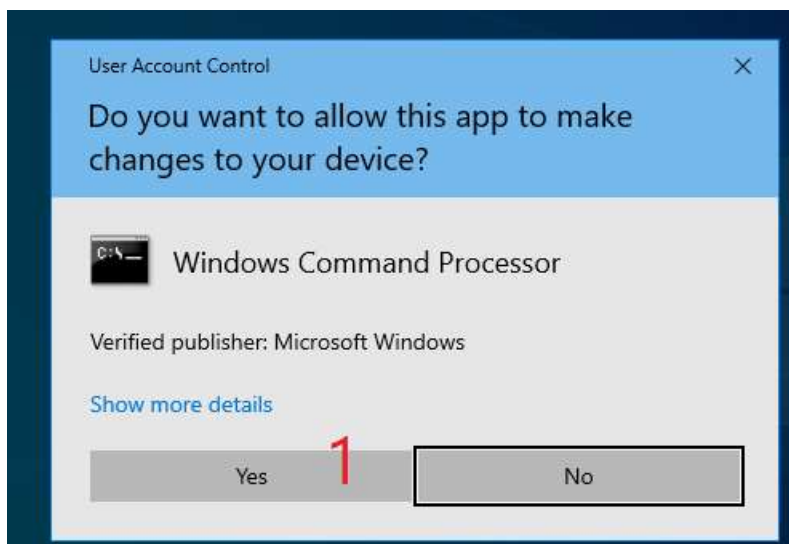 User Account Control
Do you want to allow this app to make
changes to your device?
C:\_
Windows Command Processor
Verified publisher: Microsoft Windows
Show more details
Yes 1 No